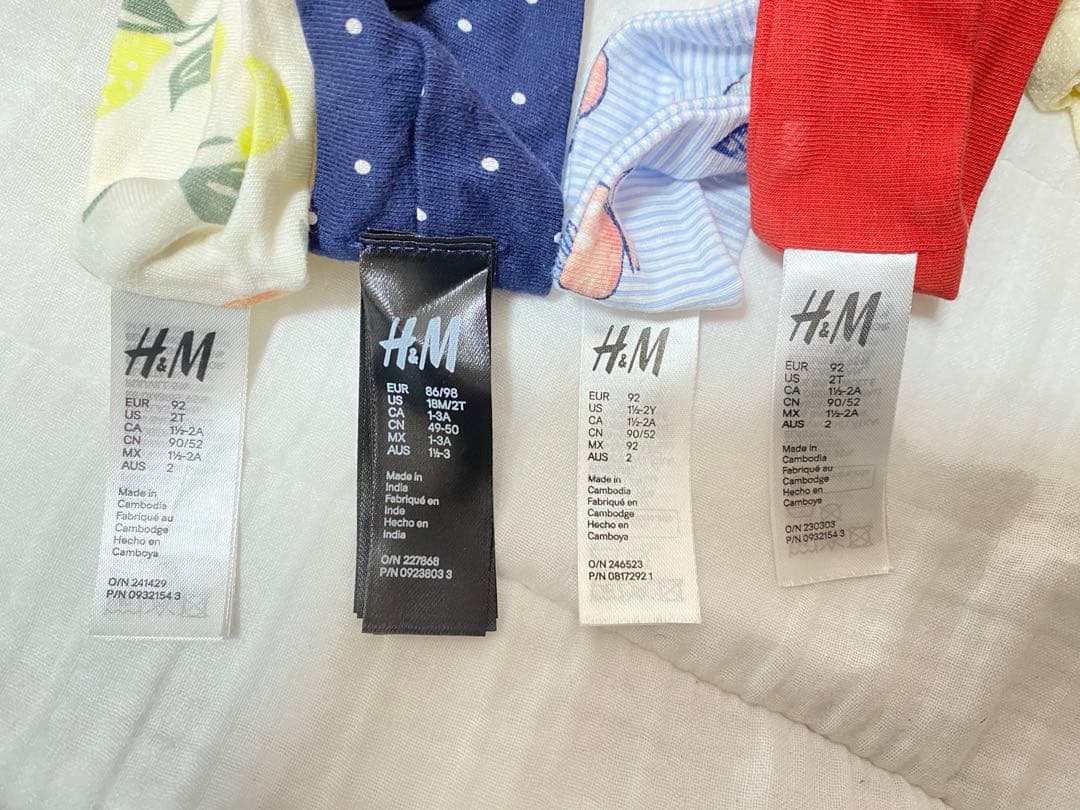 H&M
EUR 92
US 2T
CA 1½-2A
CN 90/52
MX 1½-2A
AUS 2
Made in
Cambodia
Fabriqué au
Cambodge
Hecho en
Camboya
O/N 241429
P/N 0932154 3
H&M
EUR 86/98
US 18M/2T
CA 1-3A
CN 49-50
MX 1-3A
AUS 1½-3
Made in
India
Fabriqué en
Inde
Hecho en
India
O/N 227868
P/N 0923803 3
H&M
EUR 92
US 1½-2Y
CA 1½-2A
CN 90/52
MX 92
AUS 2
Made in
Cambodia
Fabriqué en
Cambodge
Hecho en
Camboya
O/N 246523
P/N 0817292 1
H&M
EUR 92
US 2T
CA 1½-2A
CN 90/52
MX 1½-2A
AUS 2
Made in
Cambodia
Fabriqué au
Cambodge
Hecho en
Camboya
O/N 230303
P/N 0932154 3